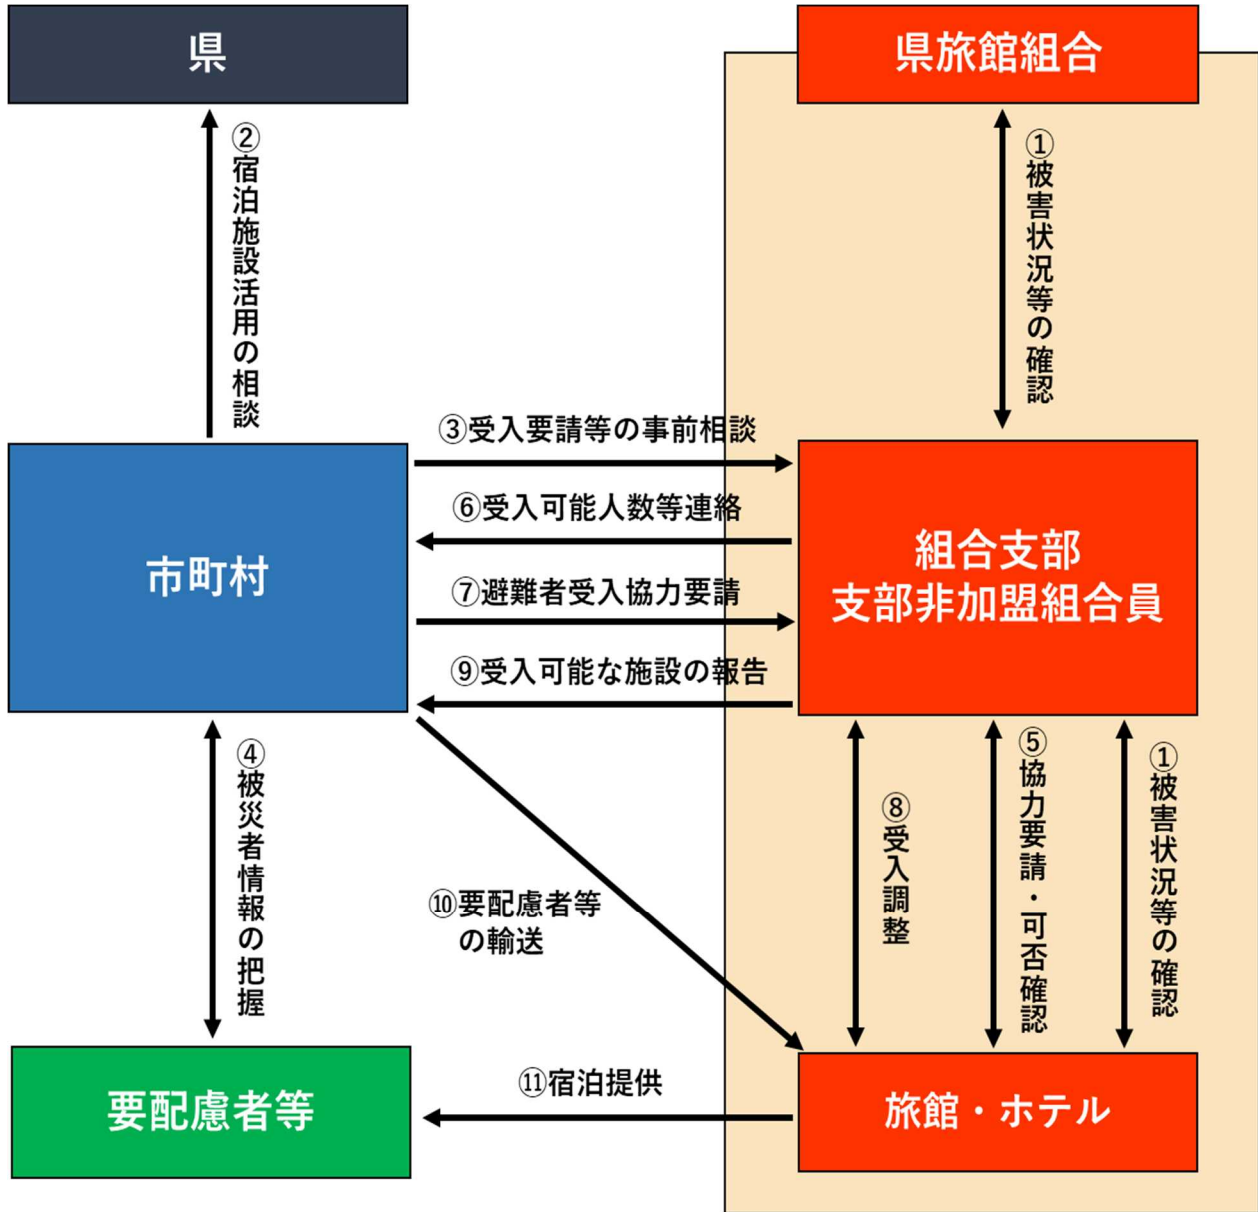 県
県旅館組合
②宿泊施設活用の相談
①被害状況等の確認
③受入要請等の事前相談
⑥受入可能人数等連絡
⑦避難者受入協力要請
⑨受入可能な施設の報告
市町村
組合支部
支部非加盟組合員
④被災者情報の把握
⑩要配慮者等
の輸送
⑧受入調整
⑤協力要請・可否確認
①被害状況等の確認
要配慮者等
⑪宿泊提供
旅館・ホテル